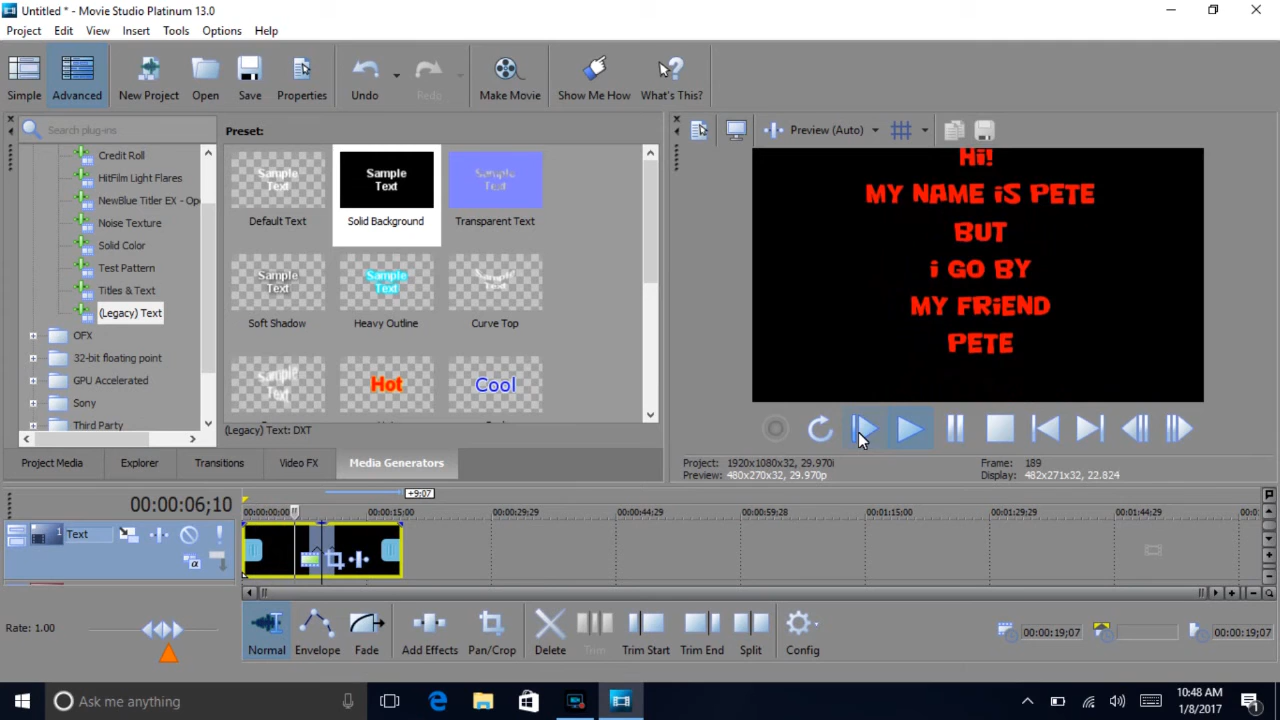 Untitled * - Movie Studio Platinum 13.0
Project Edit View Insert Tools Options Help
Simple Advanced New Project Open Save Properties Undo Redo Make Movie Show Me How What's This?
Search plug-ins
Preset:
Preview (Auto)
Credit Roll
HitFilm Light Flares
NewBlue Titler EX - Op
Noise Texture
Solid Color
Test Pattern
Titles & Text
(Legacy) Text
OFX
32-bit floating point
GPU Accelerated
Sony
Third Party
Sample Text
Sample Text
Sample Text
Default Text Solid Background Transparent Text
Sample Text
Sample Text
Sample Text
Soft Shadow Heavy Outline Curve Top
Sample Text
Hot
Cool
(Legacy) Text: DXT
Hi!
MY NAME iS PETE
BUT
i GO BY
MY FRiEND
PETE
Project Media Explorer Transitions Video FX Media Generators
Project: 1920x1080x32, 29.970i
Frame: 189
Preview: 480x270x32, 29.970p
Display: 482x271x32, 22.824
+9:07
00:00:06;10
00:00:00;00 00:00:15;00 00:00:29;29 00:00:44;29 00:00:59;28 00:01:15;00 00:01:29;29 00:01:44;29 00:0
1 Text
Rate: 1.00
Normal Envelope Fade Add Effects Pan/Crop Delete Trim Trim Start Trim End Split Config
00:00:19;07
00:00:19;07
Ask me anything
10:48 AM
1/8/2017
1